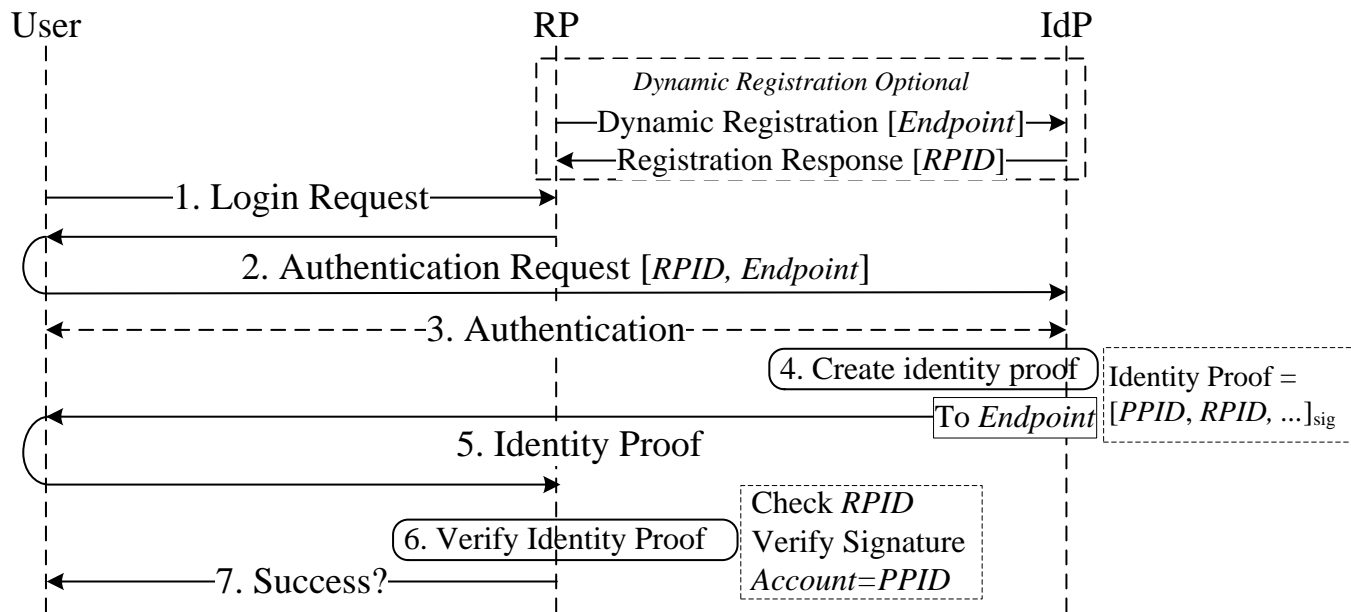 User RP IdP
Dynamic Registration Optional
Dynamic Registration [Endpoint]
Registration Response [RPID]
1. Login Request
2. Authentication Request [RPID, Endpoint]
3. Authentication
4. Create identity proof
Identity Proof =
[PPID, RPID, ...]sig
To Endpoint
5. Identity Proof
6. Verify Identity Proof
Check RPID
Verify Signature
Account=PPID
7. Success?